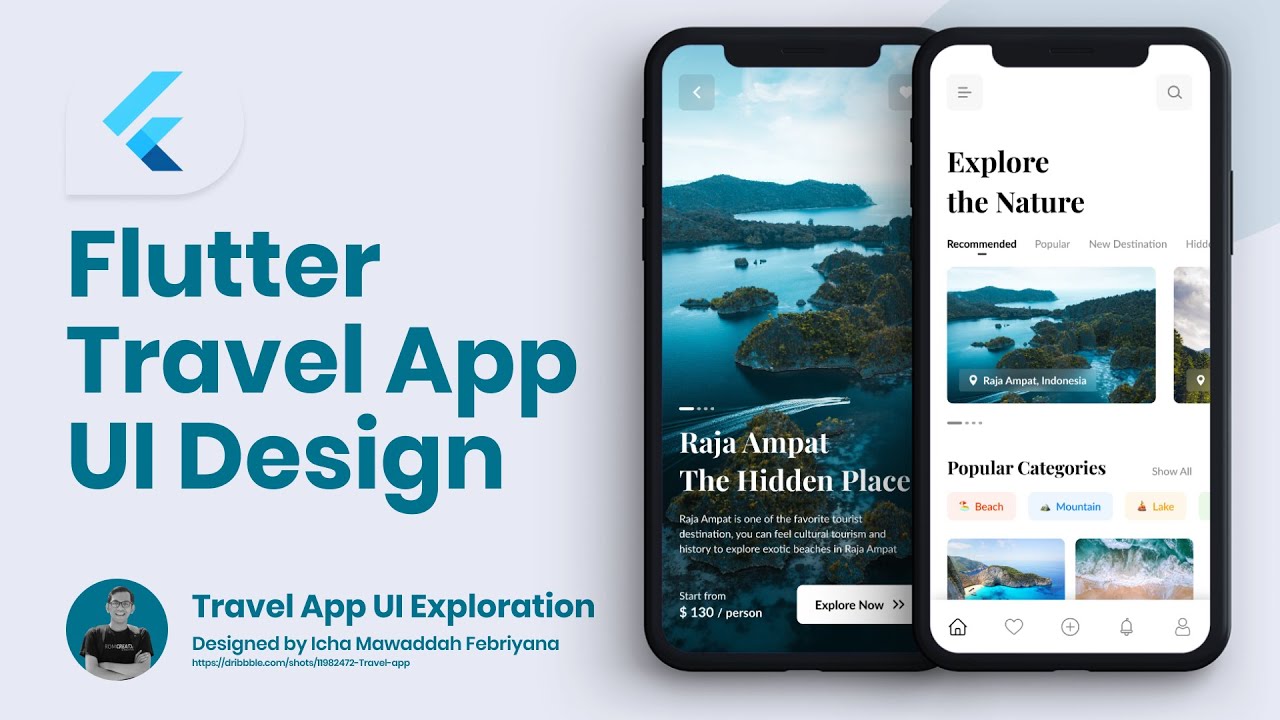 Flutter
Travel App
UI Design
Travel App UI Exploration
Designed by Icha Mawaddah Febriyana
https://dribbble.com/shots/11982472-Travel-app
Raja Ampat
The Hidden Place
Raja Ampat is one of the favorite tourist
destination, you can feel cultural tourism and
history to explore exotic beaches in Raja Ampat
Start from
$ 130 / person
Explore Now
Explore
the Nature
Recommended Popular New Destination
Raja Ampat, Indonesia
Popular Categories Show All
Beach Mountain Lake